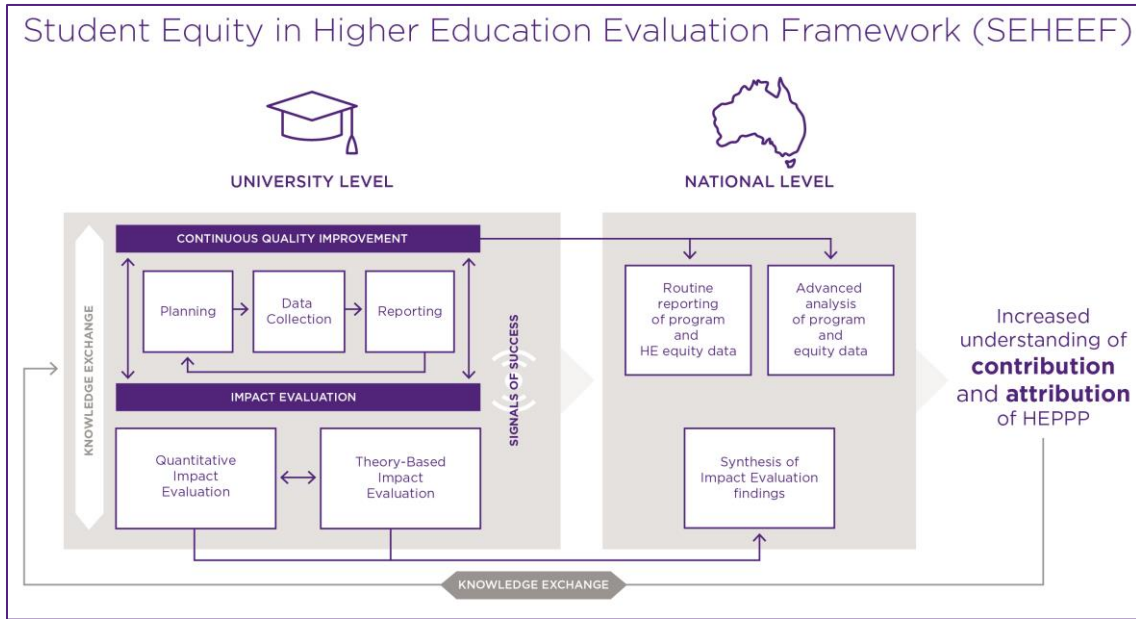 Student Equity in Higher Education Evaluation Framework (SEHEEF)
UNIVERSITY LEVEL
NATIONAL LEVEL
KNOWLEDGE EXCHANGE
CONTINUOUS QUALITY IMPROVEMENT
Planning
Data
Collection
Reporting
IMPACT EVALUATION
Quantitative
Impact
Evaluation
Theory-Based
Impact
Evaluation
SIGNALS OF SUCCESS
Routine
reporting
of program
and
HE equity data
Advanced
analysis
of program
and
equity data
Synthesis of
Impact Evaluation
findings
Increased
understanding of
contribution
and attribution
of HEPPP
KNOWLEDGE EXCHANGE